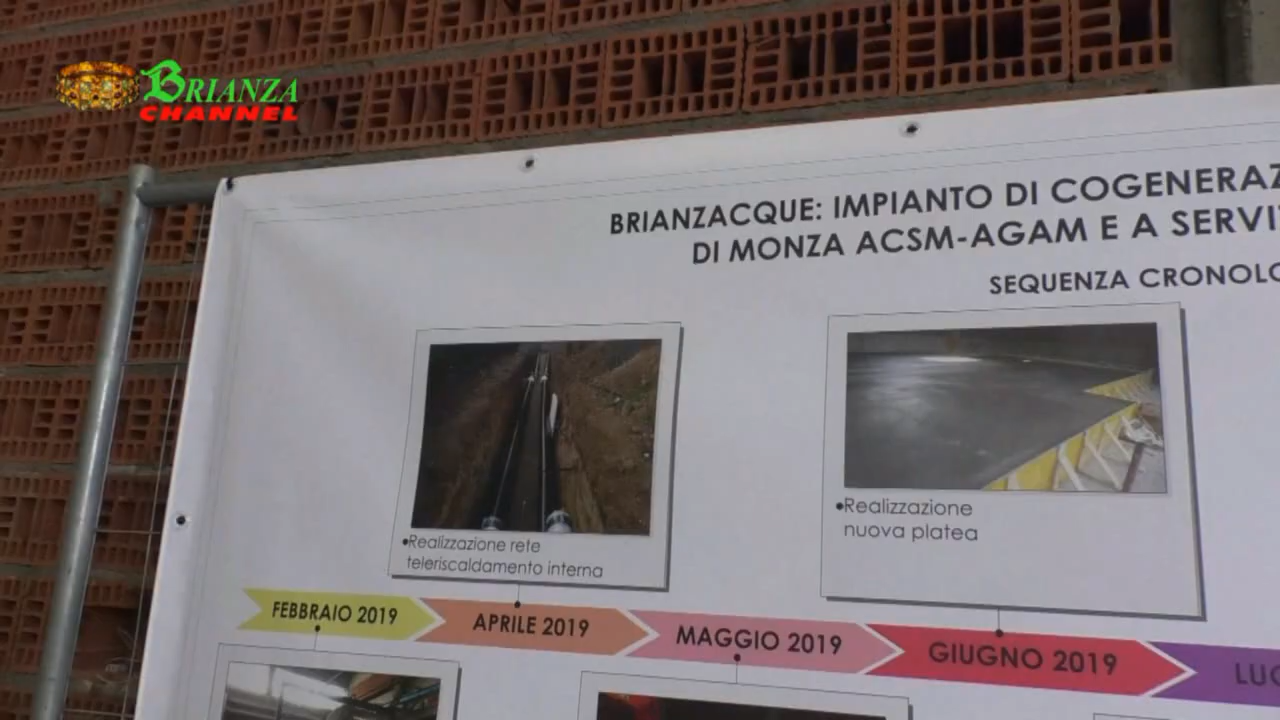 BRIANZA
CHANNEL
BRIANZACQUE: IMPIANTO DI COGENERAZ
DI MONZA ACSM-AGAM E A SERVI
SEQUENZA CRONOLO
•Realizzazione rete
teleriscaldamento interna
•Realizzazione
nuova platea
FEBBRAIO 2019
APRILE 2019
MAGGIO 2019
GIUGNO 2019
LUG